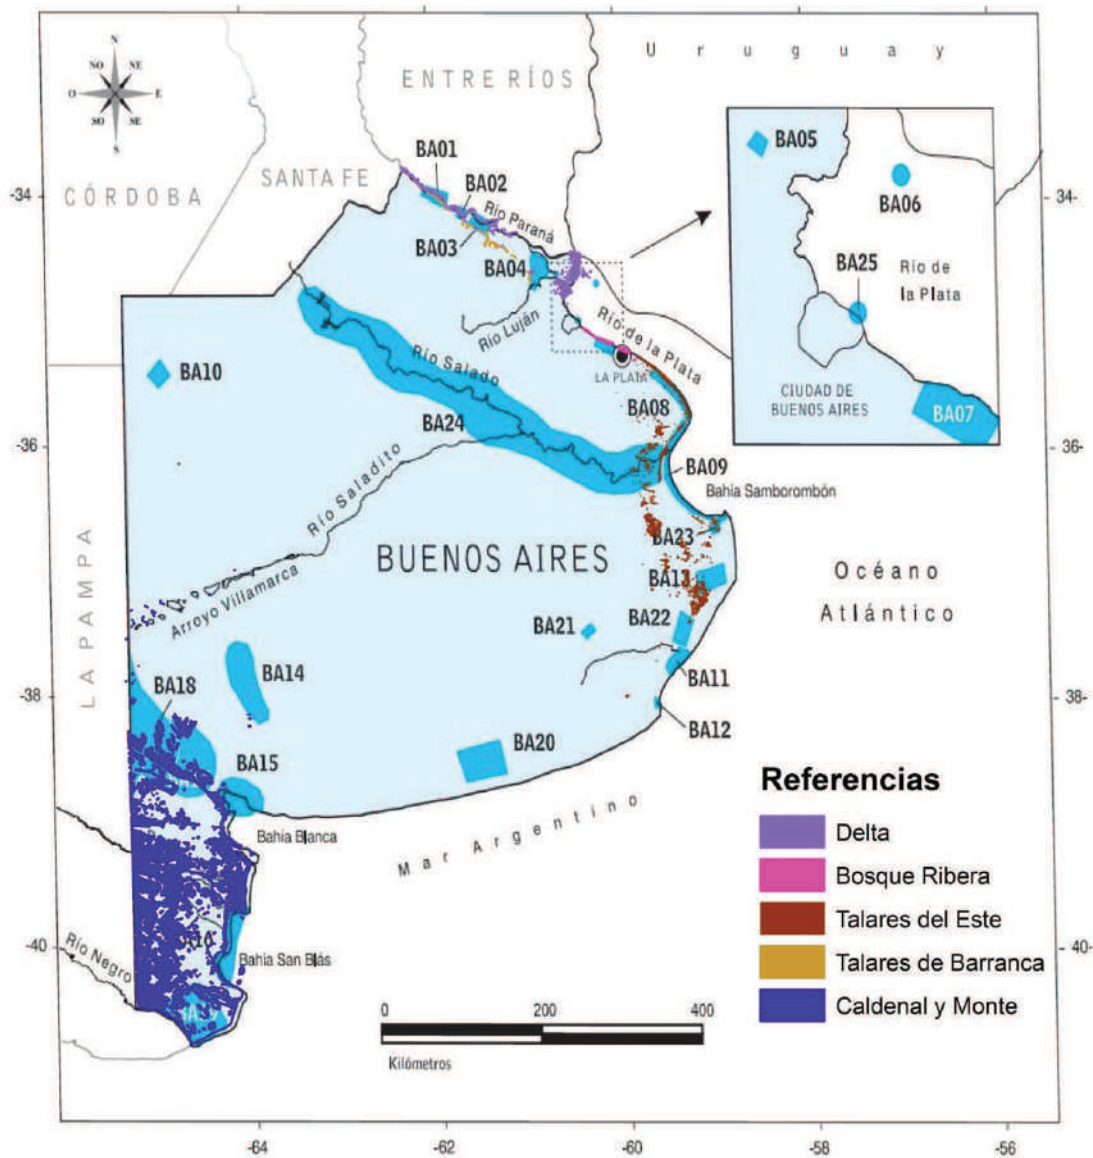 N
NO
NE
O
E
SO
SE
S
ENTRE RÍOS
Uruguay
SANTA FE
CÓRDOBA
-34
34-
BA01
BA02
Río Paraná
BA03
BA04
Río Luján
Río de la Plata
LA PLATA
BA05
BA06
BA25
Río de
la Plata
CIUDAD DE
BUENOS AIRES
BA07
BA10
Río Salado
BA24
BA08
-36
36-
BA09
Bahía Samborombón
Río Saladito
BA23
BUENOS AIRES
BA13
LA PAMPA
Arroyo Villamarca
Océano
Atlántico
BA21
BA22
BA14
BA18
BA11
-38
38-
BA12
BA20
BA15
Bahía Blanca
Mar Argentino
Referencias
Delta
Bosque Ribera
Talares del Este
Talares de Barranca
Caldenal y Monte
-40
40-
Río Negro
Bahía San Blás
0
200
400
Kilómetros
-64
-62
-60
-58
-56